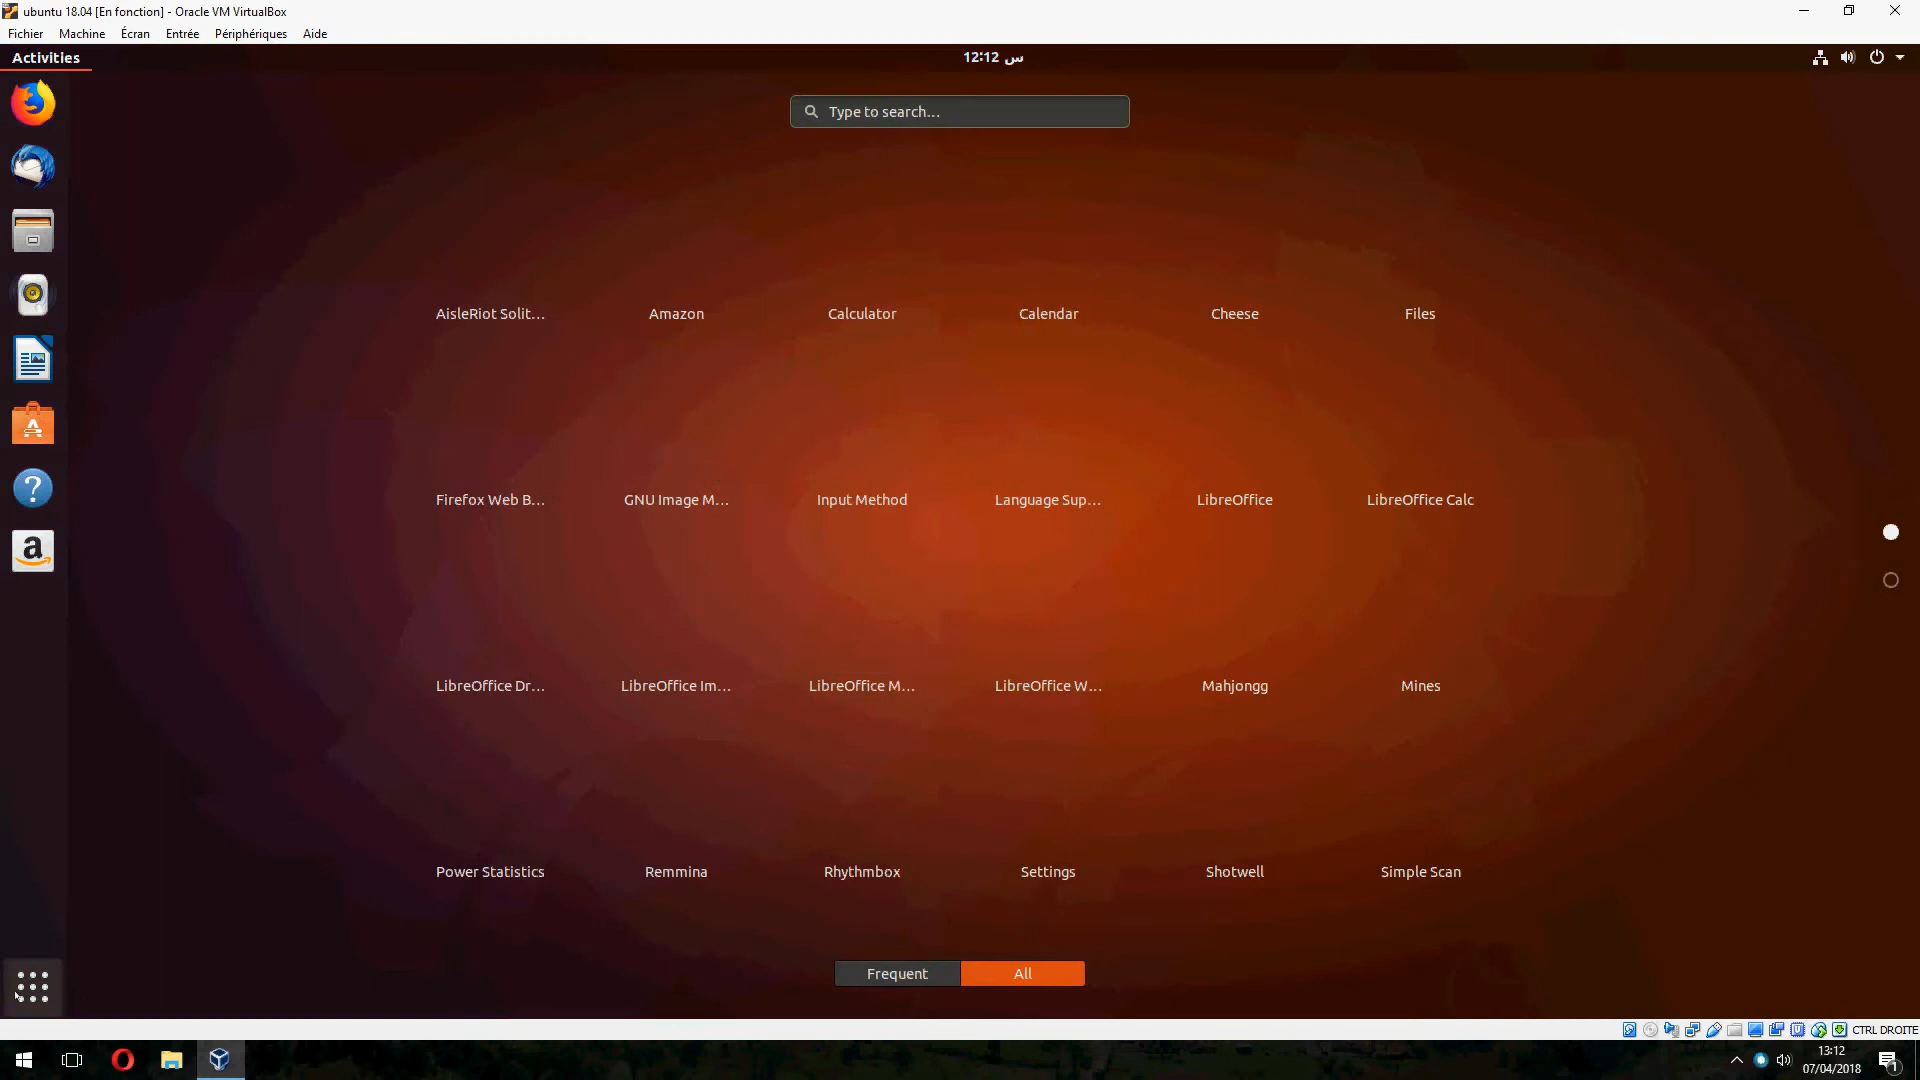 ubuntu 18.04 [En fonction] - Oracle VM VirtualBox
Fichier Machine Écran Entrée Périphériques Aide
Activities
س 12:12
Type to search...
AisleRiot Solit... Amazon Calculator Calendar Cheese Files
Firefox Web B... GNU Image M... Input Method Language Sup... LibreOffice LibreOffice Calc
LibreOffice Dr... LibreOffice Im... LibreOffice M... LibreOffice W... Mahjongg Mines
Power Statistics Remmina Rhythmbox Settings Shotwell Simple Scan
Frequent All
CTRL DROITE
13:12
07/04/2018
1